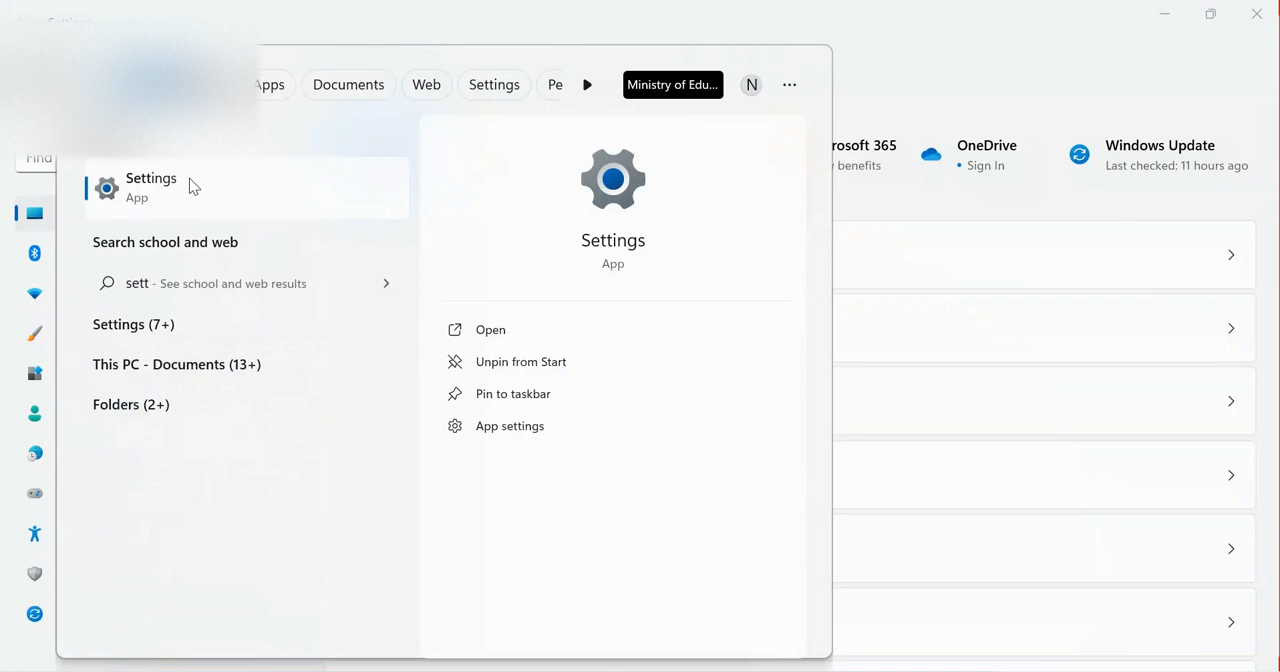 Apps
Documents
Web
Settings
Pe
Ministry of Edu...
N
rosoft 365
benefits
OneDrive
• Sign In
Windows Update
Last checked: 11 hours ago
Find
Settings
App
Search school and web
sett - See school and web results
Settings (7+)
This PC - Documents (13+)
Folders (2+)
Settings
App
Open
Unpin from Start
Pin to taskbar
App settings